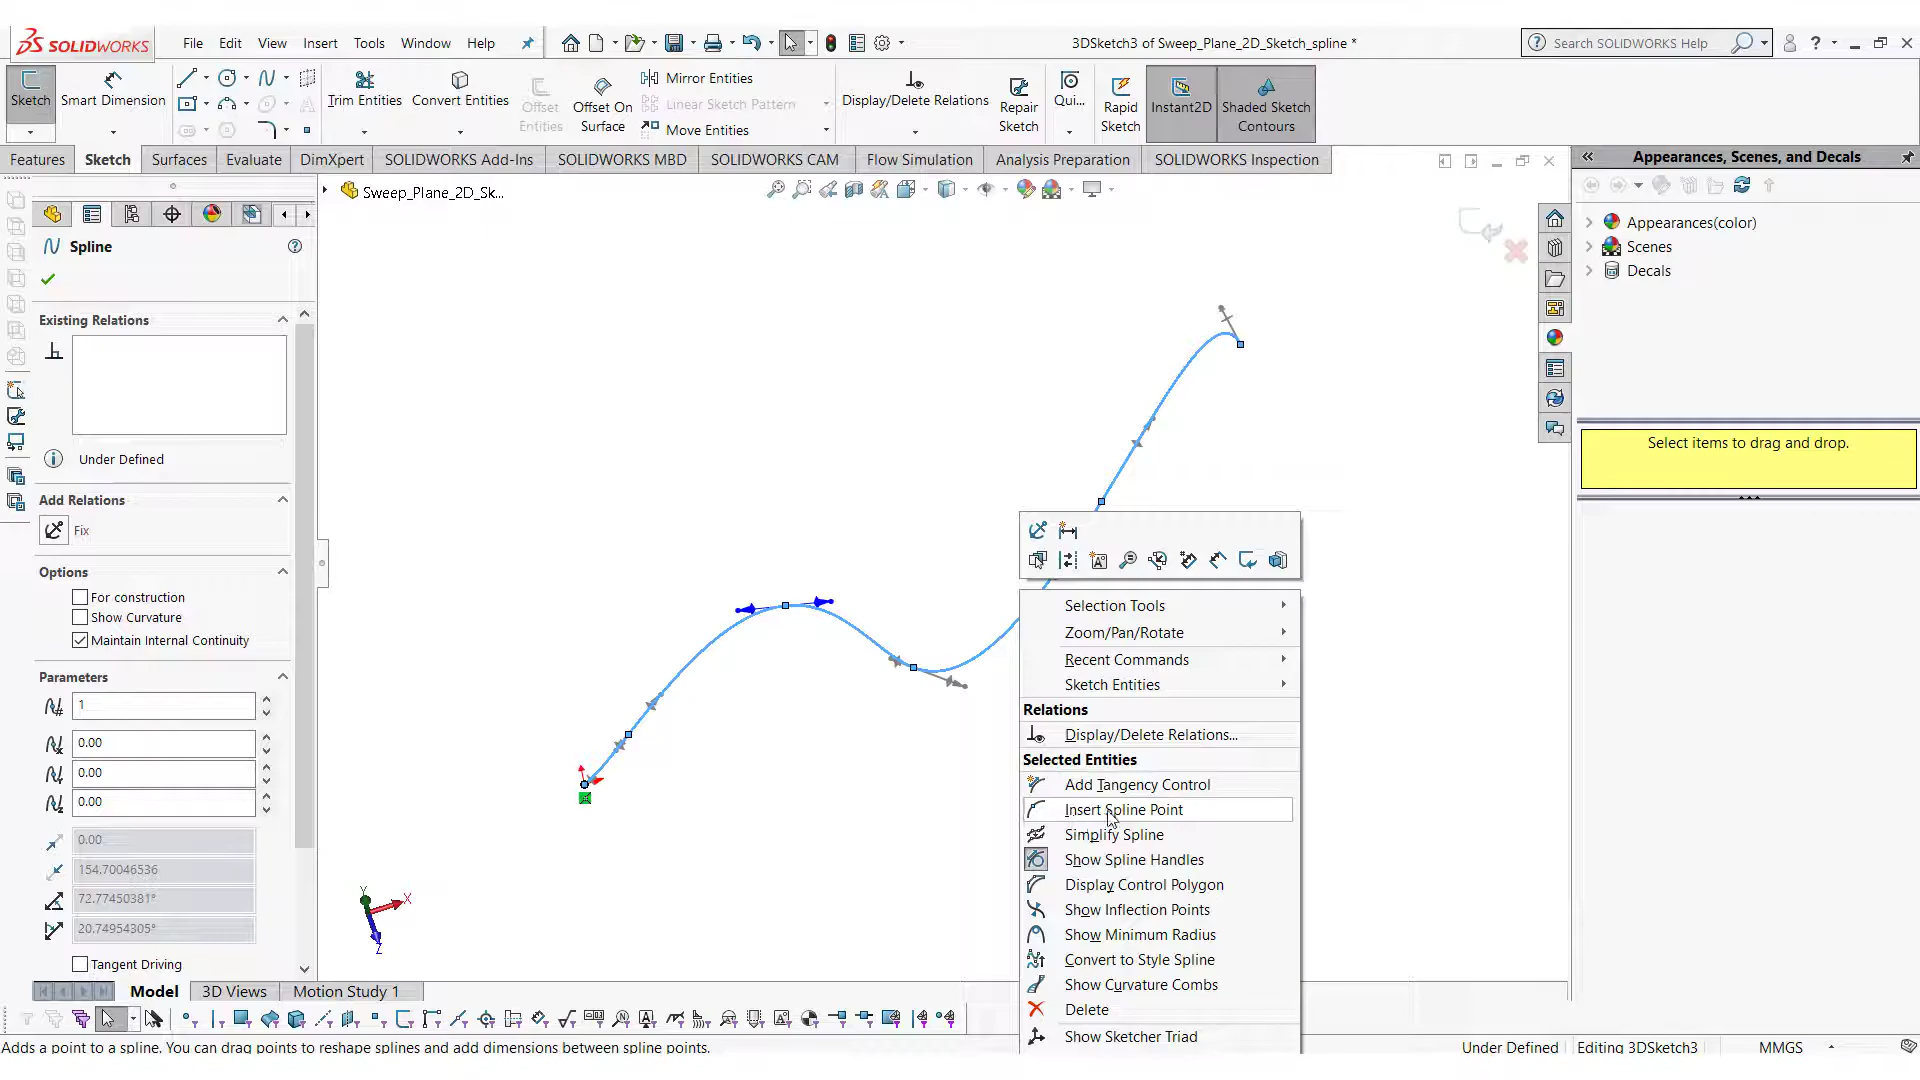 SOLIDWORKS
File Edit View Insert Tools Window Help
3DSketch3 of Sweep_Plane_2D_Sketch_spline *
Search SOLIDWORKS Help
Sketch
Smart Dimension
Trim Entities
Convert Entities
Offset Entities
Offset On Surface
Mirror Entities
Linear Sketch Pattern
Move Entities
Display/Delete Relations
Repair Sketch
Qui...
Rapid Sketch
Instant2D
Shaded Sketch Contours
Features Sketch Surfaces Evaluate DimXpert SOLIDWORKS Add-Ins SOLIDWORKS MBD SOLIDWORKS CAM Flow Simulation Analysis Preparation SOLIDWORKS Inspection
Appearances, Scenes, and Decals
Sweep_Plane_2D_Sk...
Appearances(color)
Scenes
Decals
Select items to drag and drop.
Spline
Existing Relations
Under Defined
Add Relations
Fix
Options
For construction
Show Curvature
Maintain Internal Continuity
Parameters
1
0.00
0.00
0.00
0.00
154.70046536
72.77450381°
20.74954305°
Tangent Driving
Y
X
Z
Selection Tools
Zoom/Pan/Rotate
Recent Commands
Sketch Entities
Relations
Display/Delete Relations...
Selected Entities
Add Tangency Control
Insert Spline Point
Simplify Spline
Show Spline Handles
Display Control Polygon
Show Inflection Points
Show Minimum Radius
Convert to Style Spline
Show Curvature Combs
Delete
Show Sketcher Triad
Model 3D Views Motion Study 1
Adds a point to a spline. You can drag points to reshape splines and add dimensions between spline points.
Under Defined Editing 3DSketch3 MMGS